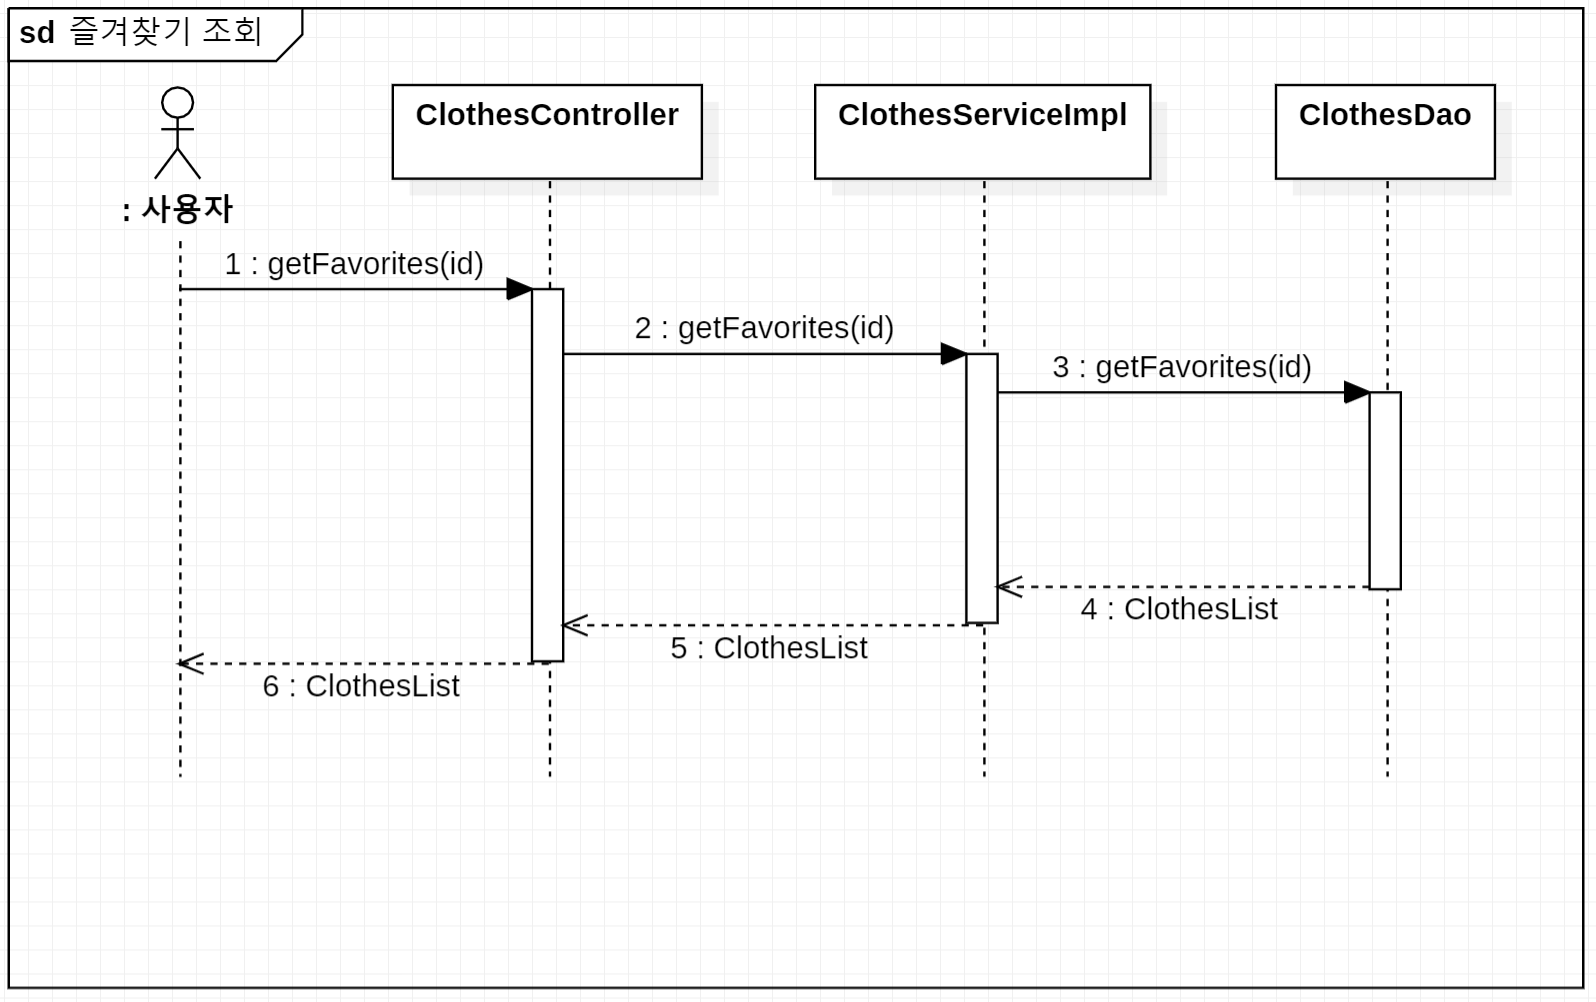 sd 즐겨찾기 조회
ClothesController
ClothesServiceImpl
ClothesDao
: 사용자
1 : getFavorites(id)
2 : getFavorites(id)
3 : getFavorites(id)
4 : ClothesList
5 : ClothesList
6 : ClothesList